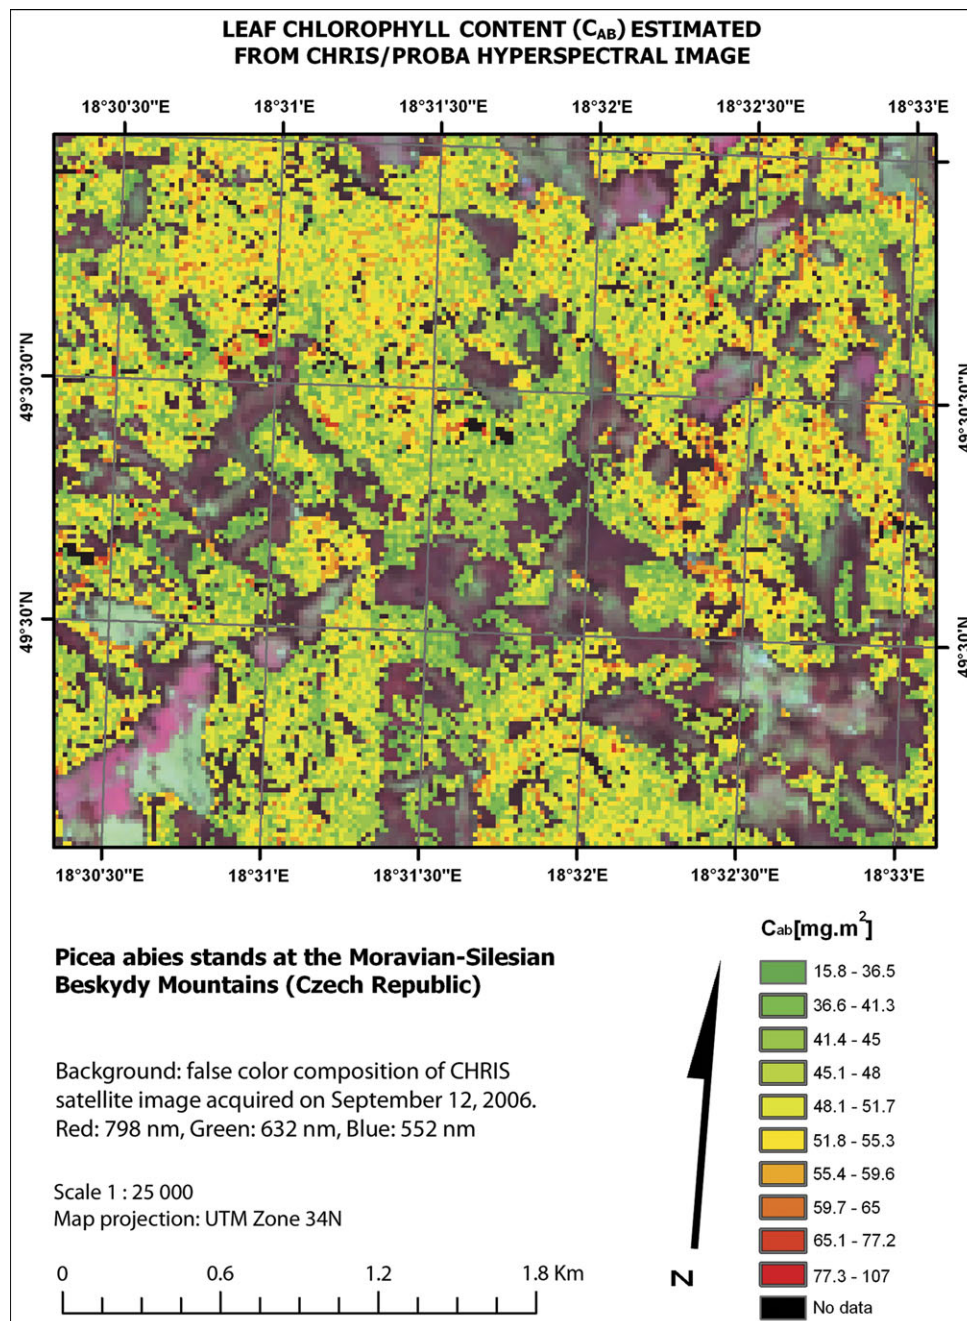 LEAF CHLOROPHYLL CONTENT (CAB) ESTIMATED
FROM CHRIS/PROBA HYPERSPECTRAL IMAGE
18°30'30"E 18°31'E 18°31'30"E 18°32'E 18°32'30"E 18°33'E
49°30'30"N
49°30'30"N
49°30'N
49°30'N
18°30'30"E 18°31'E 18°31'30"E 18°32'E 18°32'30"E 18°33'E
Picea abies stands at the Moravian-Silesian
Beskydy Mountains (Czech Republic)
Background: false color composition of CHRIS
satellite image acquired on September 12, 2006.
Red: 798 nm, Green: 632 nm, Blue: 552 nm
Scale 1 : 25 000
Map projection: UTM Zone 34N
0 0.6 1.2 1.8 Km
N
Cab[mg.m²]
15.8 - 36.5
36.6 - 41.3
41.4 - 45
45.1 - 48
48.1 - 51.7
51.8 - 55.3
55.4 - 59.6
59.7 - 65
65.1 - 77.2
77.3 - 107
No data